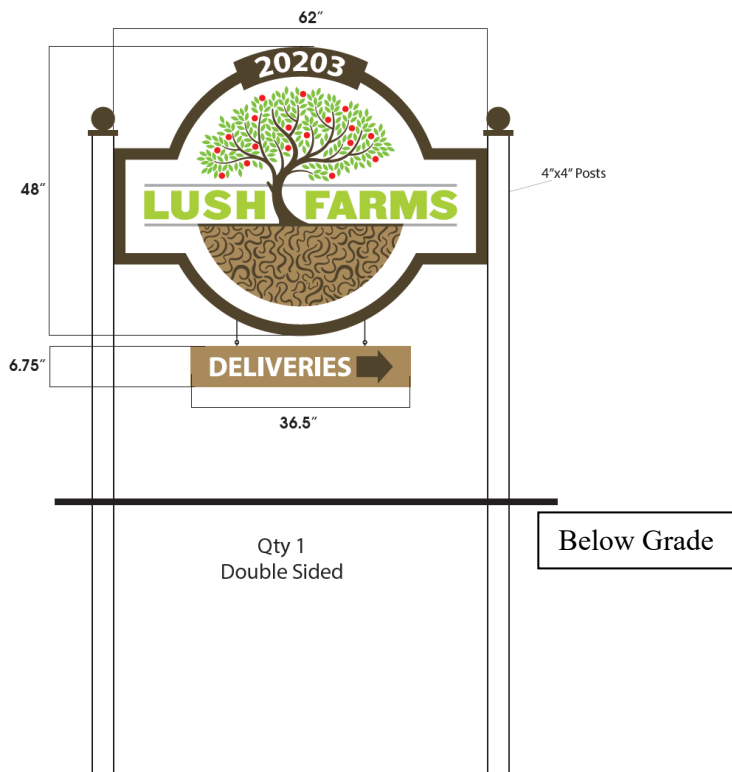 62"
20203
48"
4"x4" Posts
LUSH FARMS
6.75"
DELIVERIES
36.5"
Qty 1
Double Sided
Below Grade